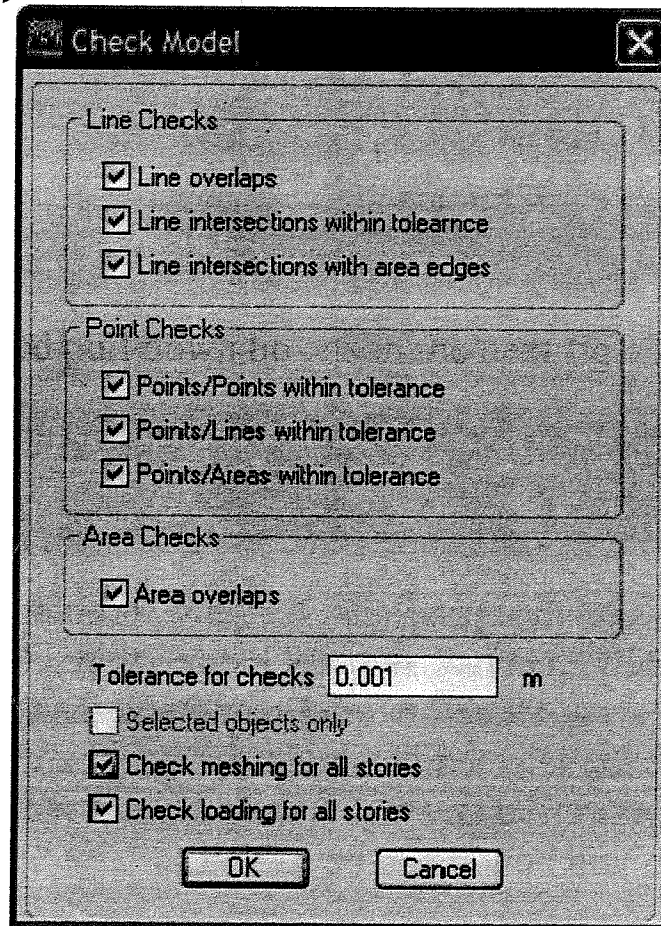 Check Model
Line Checks
Line overlaps
Line intersections within tolearnce
Line intersections with area edges
Point Checks
Points/Points within tolerance
Points/Lines within tolerance
Points/Areas within tolerance
Area Checks
Area overlaps
Tolerance for checks 0.001 m
Selected objects only
Check meshing for all stories
Check loading for all stories
OK Cancel